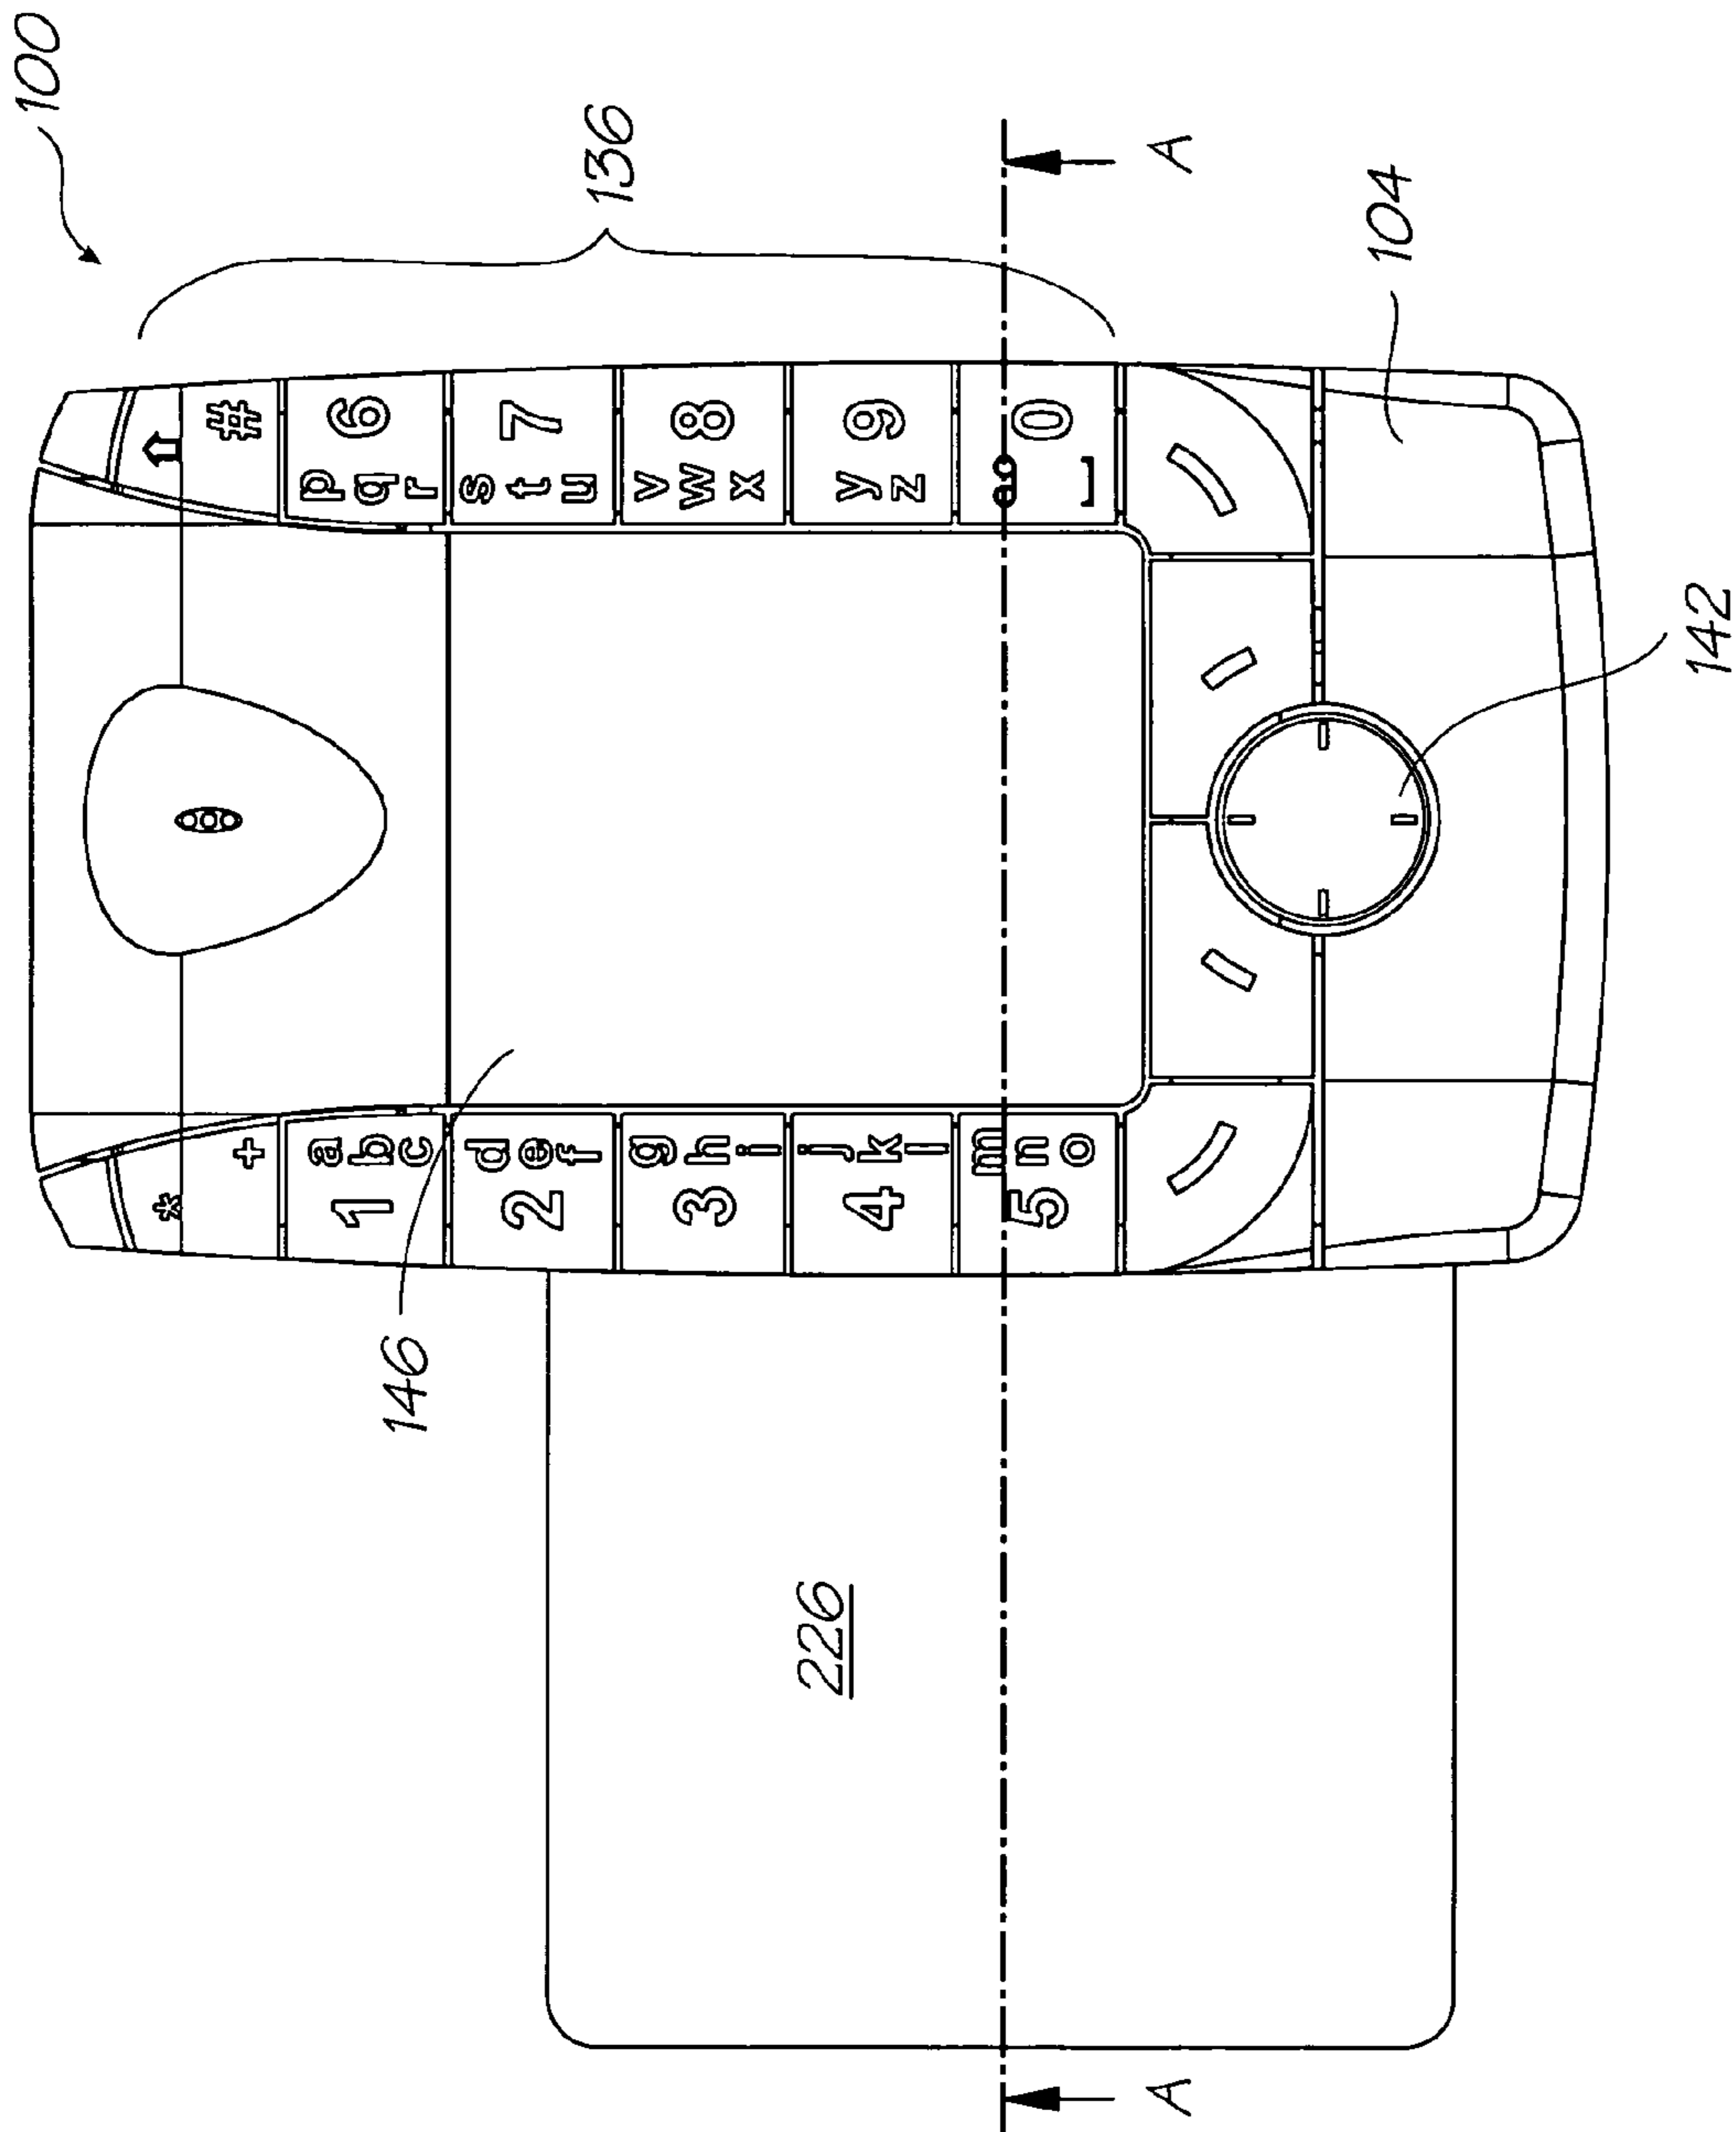 100
136
A
104
142
146
226
A
*
+
1 abc
2 def
3 ghi
4 jkl
5 mno
#
pqr 6
stu 7
vwx 8
yz 9
0